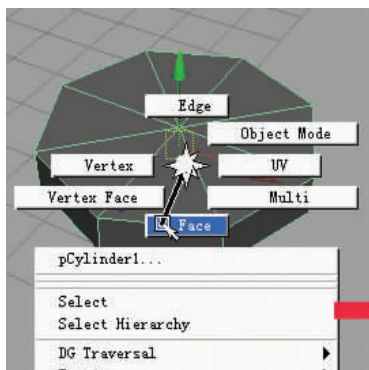 Edge
Object Mode
Vertex
UV
Vertex Face
Multi
Face
pCylinder1...
Select
Select Hierarchy
DG Traversal